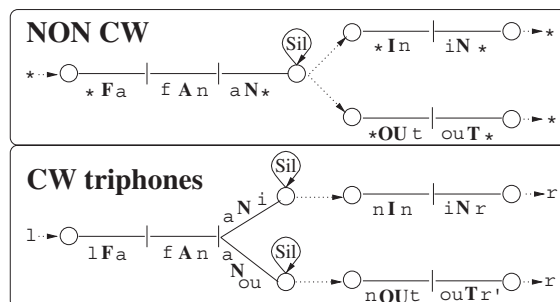 NON CW
Sil
* *Fa fAn aN*
*In iN* *
*OUt ouT* *
CW triphones
Sil
aNi nIn iNr r
l lFa fAn
Sil
aNou nOUt ouTr' r